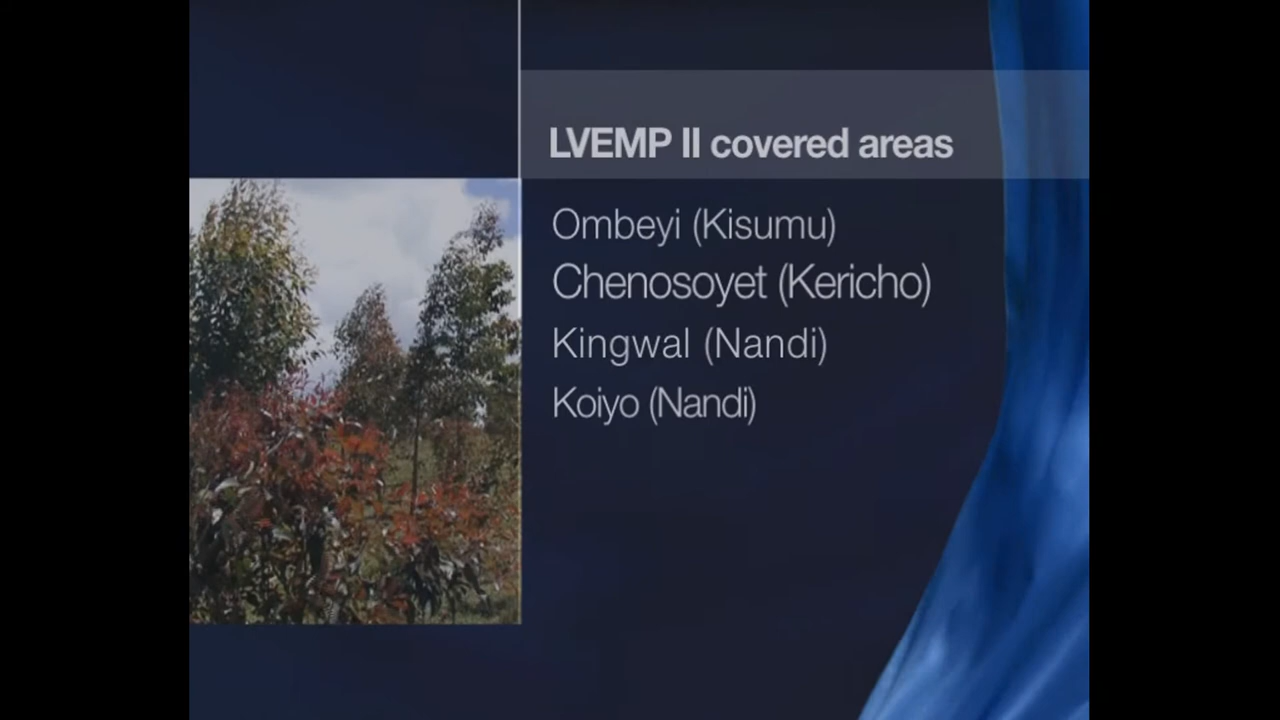 LVEMP II covered areas
Ombeyi (Kisumu)
Chenosoyet (Kericho)
Kingwal (Nandi)
Koiyo (Nandi)